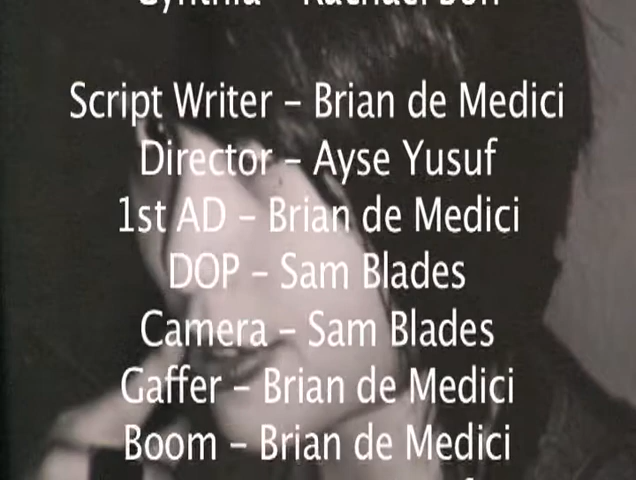 Script Writer – Brian de Medici
Director – Ayse Yusuf
1st AD – Brian de Medici
DOP – Sam Blades
Camera – Sam Blades
Gaffer – Brian de Medici
Boom – Brian de Medici